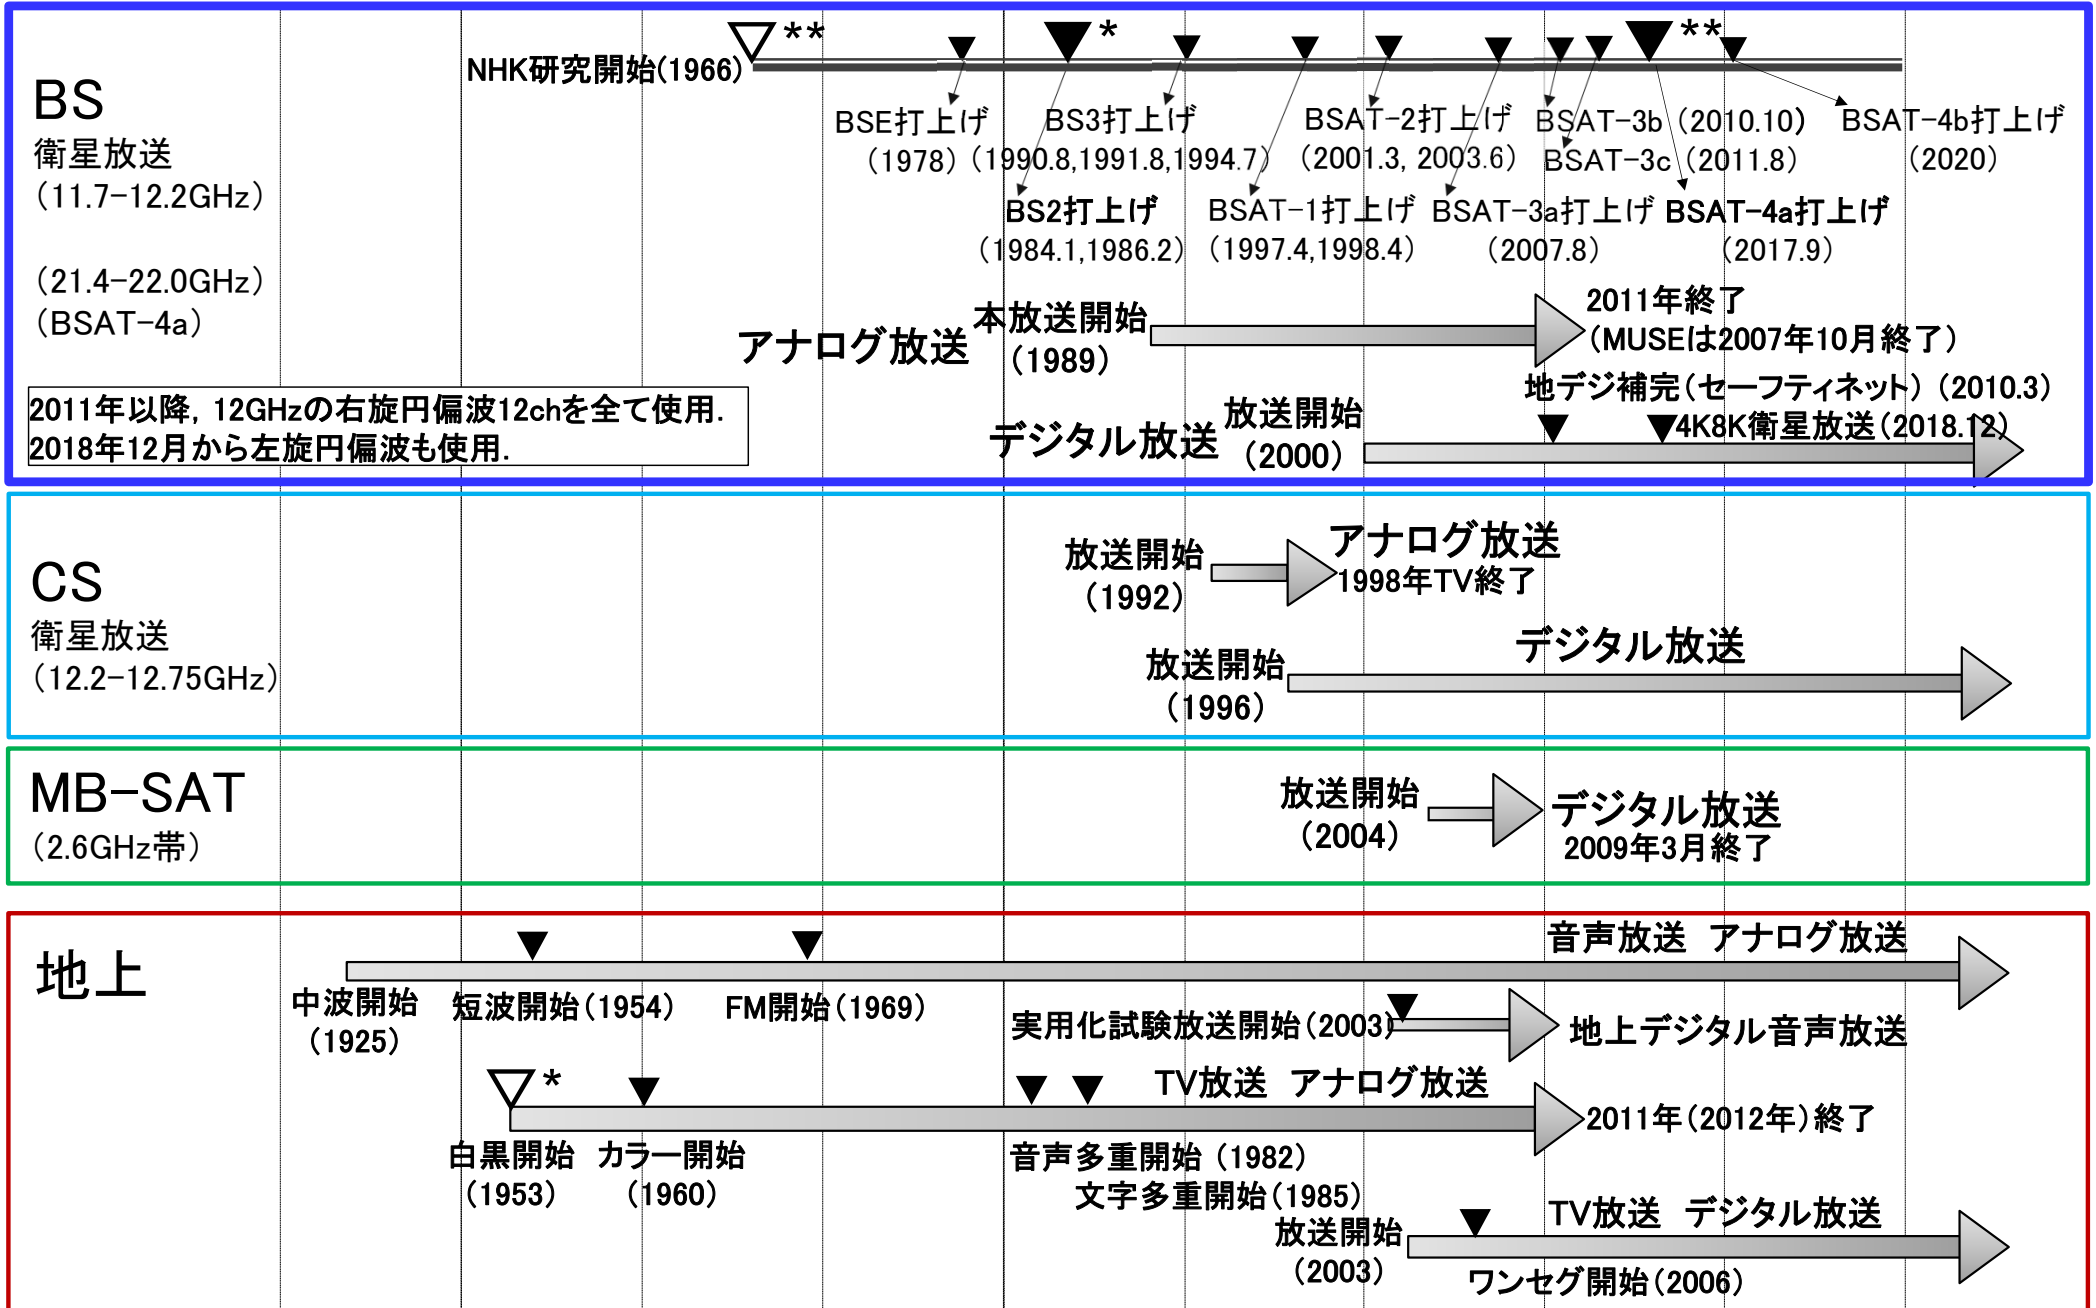 **
*
**
NHK研究開始(1966)
BS
衛星放送
(11.7-12.2GHz)
(21.4-22.0GHz)
(BSAT-4a)
BSE打上げ
(1978)
BS3打上げ
(1990.8,1991.8,1994.7)
BSAT-2打上げ
(2001.3, 2003.6)
BSAT-3b (2010.10)
BSAT-3c (2011.8)
BSAT-4b打上げ
(2020)
BS2打上げ
(1984.1,1986.2)
BSAT-1打上げ
(1997.4,1998.4)
BSAT-3a打上げ
(2007.8)
BSAT-4a打上げ
(2017.9)
アナログ放送
本放送開始
(1989)
2011年終了
(MUSEは2007年10月終了)
2011年以降, 12GHzの右旋円偏波12chを全て使用.
2018年12月から左旋円偏波も使用.
デジタル放送
放送開始
(2000)
地デジ補完(セーフティネット) (2010.3)
4K8K衛星放送(2018.12)
CS
衛星放送
(12.2-12.75GHz)
放送開始
(1992)
アナログ放送
1998年TV終了
放送開始
(1996)
デジタル放送
MB-SAT
(2.6GHz帯)
放送開始
(2004)
デジタル放送
2009年3月終了
地上
音声放送 アナログ放送
中波開始
(1925)
短波開始(1954)
FM開始(1969)
実用化試験放送開始(2003)
地上デジタル音声放送
*
TV放送 アナログ放送
2011年(2012年)終了
白黒開始
(1953)
カラー開始
(1960)
音声多重開始 (1982)
文字多重開始(1985)
放送開始
(2003)
TV放送 デジタル放送
ワンセグ開始(2006)